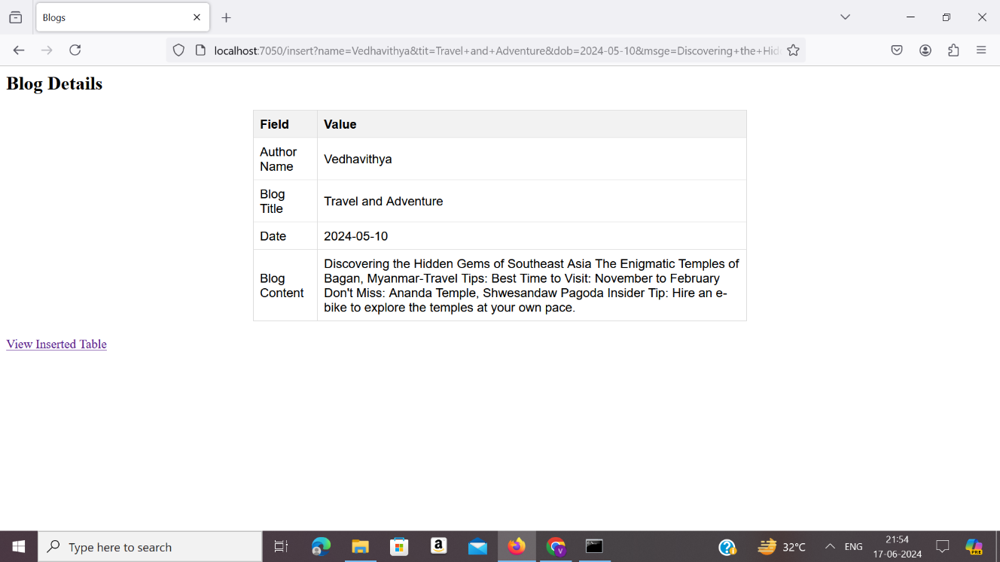 Blogs
localhost:7050/insert?name=Vedhavithya&tit=Travel+and+Adventure&dob=2024-05-10&msge=Discovering+the+Hid
Blog Details
Field Value
Author
Name
Vedhavithya
Blog
Title
Travel and Adventure
Date 2024-05-10
Blog
Content
Discovering the Hidden Gems of Southeast Asia The Enigmatic Temples of
Bagan, Myanmar-Travel Tips: Best Time to Visit: November to February
Don't Miss: Ananda Temple, Shwesandaw Pagoda Insider Tip: Hire an e-
bike to explore the temples at your own pace.
View Inserted Table
Type here to search
a
V
32°C
ENG
21:54
17-06-2024
PRE